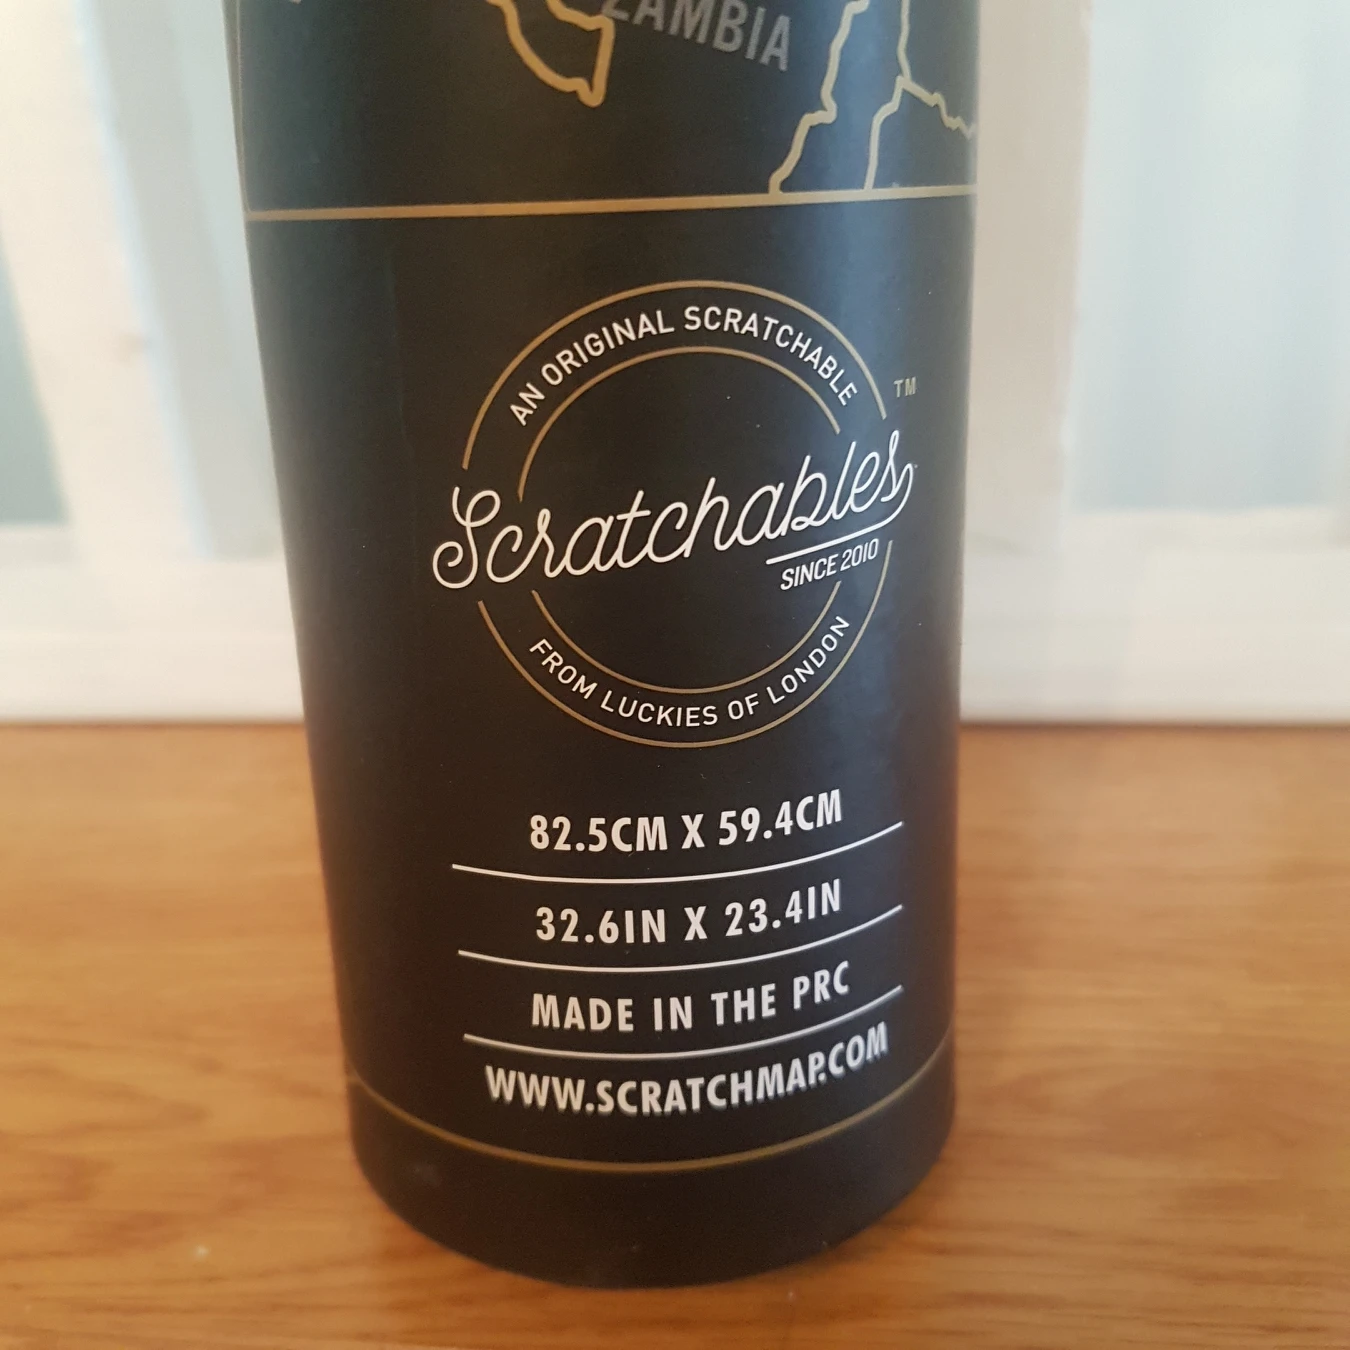 ZAMBIA
AN ORIGINAL SCRATCHABLE
TM
Scratchables
SINCE 2010
FROM LUCKIES OF LONDON
82.5CM X 59.4CM
32.6IN X 23.4IN
MADE IN THE PRC
WWW.SCRATCHMAP.COM